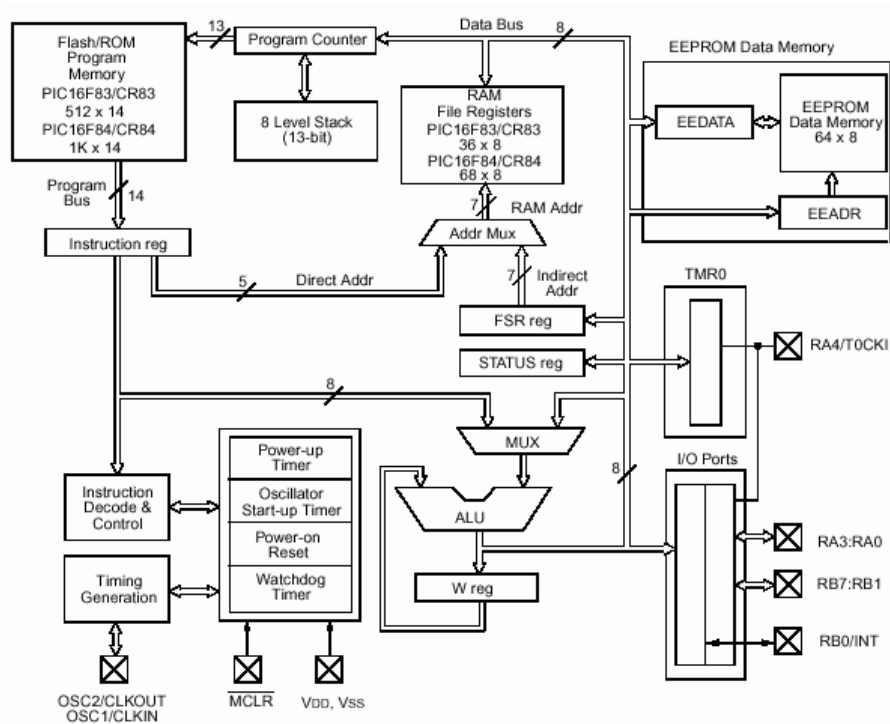 Flash/ROM
Program
Memory
PIC16F83/CR83
512 x 14
PIC16F84/CR84
1K x 14
13
Program Counter
8 Level Stack
(13-bit)
Data Bus
8
RAM
File Registers
PIC16F83/CR83
36 x 8
PIC16F84/CR84
68 x 8
EEPROM Data Memory
EEDATA
EEPROM
Data Memory
64 x 8
EEADR
Program
Bus
14
Instruction reg
7
RAM Addr
Addr Mux
5
Direct Addr
7
Indirect
Addr
FSR reg
STATUS reg
TMR0
RA4/T0CKI
8
MUX
ALU
W reg
8
Power-up
Timer
Oscillator
Start-up Timer
Power-on
Reset
Watchdog
Timer
Instruction
Decode &
Control
Timing
Generation
OSC2/CLKOUT
OSC1/CLKIN
MCLR
VDD, VSS
I/O Ports
RA3:RA0
RB7:RB1
RB0/INT